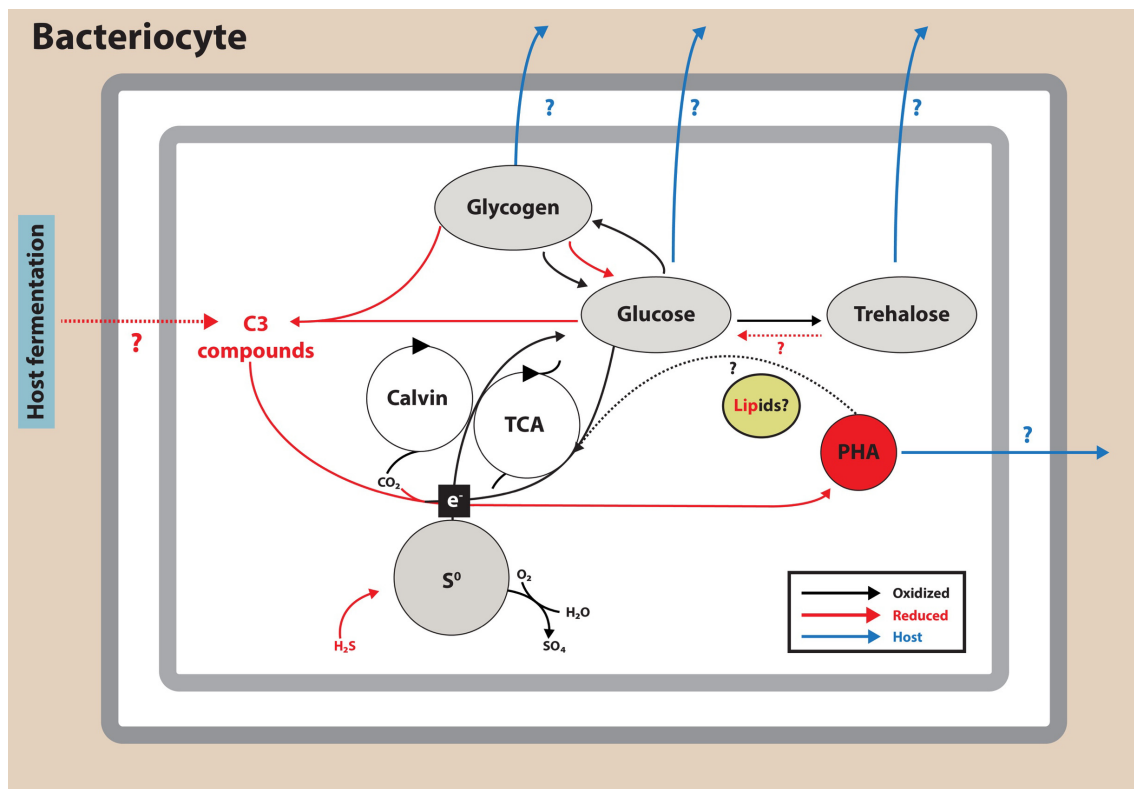 Bacteriocyte
?
?
?
Glycogen
Host fermentation
?
C3
compounds
Glucose
Trehalose
?
?
Calvin
TCA
Lipids?
PHA
?
CO₂
e⁻
S⁰
O₂
H₂O
H₂S
SO₄
Oxidized
Reduced
Host